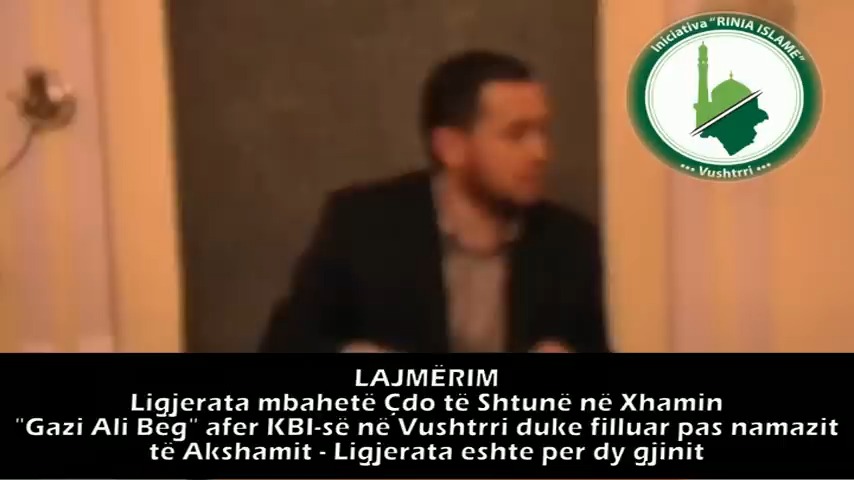 Iniciativa "RINIA ISLAME"
••• Vushtrri •••
LAJMËRIM
Ligjerata mbahetë Çdo të Shtunë në Xhamin
"Gazi Ali Beg" afer KBI-së në Vushtrri duke filluar pas namazit
të Akshamit - Ligjerata eshte per dy gjinit